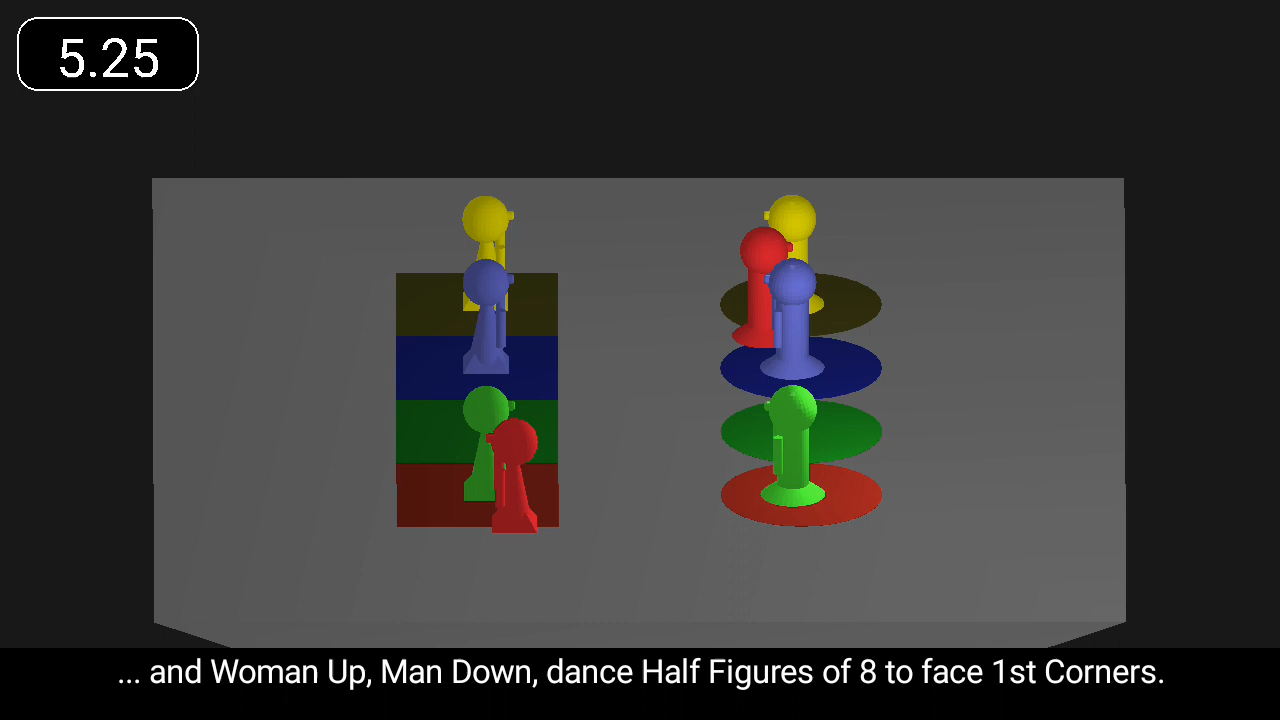 5.25
... and Woman Up, Man Down, dance Half Figures of 8 to face 1st Corners.